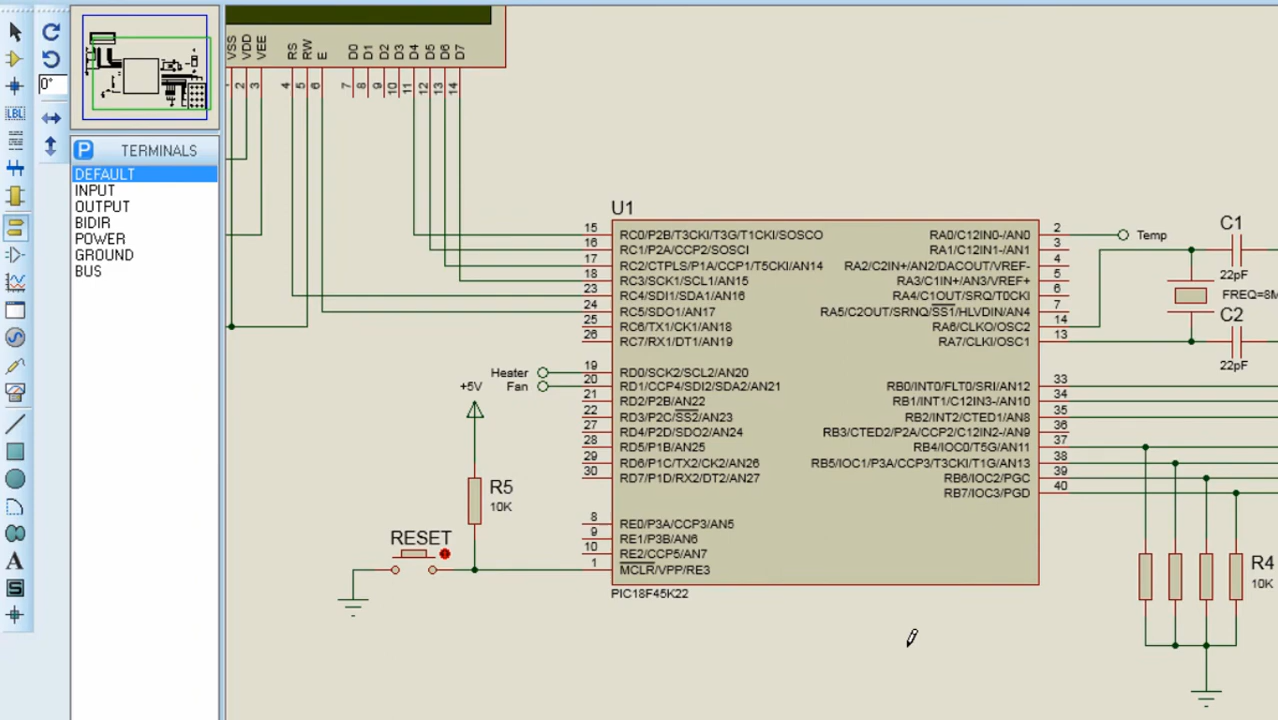 VSS VDD VEE RS RW E D0 D1 D2 D3 D4 D5 D6 D7
1 2 3 4 5 6 7 8 9 10 11 12 13 14
0°
LBL
P TERMINALS
DEFAULT
INPUT
OUTPUT
BIDIR
POWER
GROUND
BUS
A
S
U1
15 RC0/P2B/T3CKI/T3G/T1CKI/SOSCO
16 RC1/P2A/CCP2/SOSCI
17 RC2/CTPLS/P1A/CCP1/T5CKI/AN14
18 RC3/SCK1/SCL1/AN15
23 RC4/SDI1/SDA1/AN16
24 RC5/SDO1/AN17
25 RC6/TX1/CK1/AN18
26 RC7/RX1/DT1/AN19
Heater 19 RD0/SCK2/SCL2/AN20
Fan 20 RD1/CCP4/SDI2/SDA2/AN21
21 RD2/P2B/AN22
22 RD3/P2C/SS2/AN23
27 RD4/P2D/SDO2/AN24
28 RD5/P1B/AN25
29 RD6/P1C/TX2/CK2/AN26
30 RD7/P1D/RX2/DT2/AN27
8 RE0/P3A/CCP3/AN5
9 RE1/P3B/AN6
10 RE2/CCP5/AN7
1 MCLR/VPP/RE3
PIC18F45K22
RA0/C12IN0-/AN0 2 Temp
RA1/C12IN1-/AN1 3
RA2/C2IN+/AN2/DACOUT/VREF- 4
RA3/C1IN+/AN3/VREF+ 5
RA4/C1OUT/SRQ/T0CKI 6
RA5/C2OUT/SRNQ/SS1/HLVDIN/AN4 7
RA6/CLKO/OSC2 14
RA7/CLKI/OSC1 13
RB0/INT0/FLT0/SRI/AN12 33
RB1/INT1/C12IN3-/AN10 34
RB2/INT2/CTED1/AN8 35
RB3/CTED2/P2A/CCP2/C12IN2-/AN9 36
RB4/IOC0/T5G/AN11 37
RB5/IOC1/P3A/CCP3/T3CKI/T1G/AN13 38
RB6/IOC2/PGC 39
RB7/IOC3/PGD 40
C1
22pF
FREQ=8M
C2
22pF
+5V
R5
10K
RESET
R4
10K